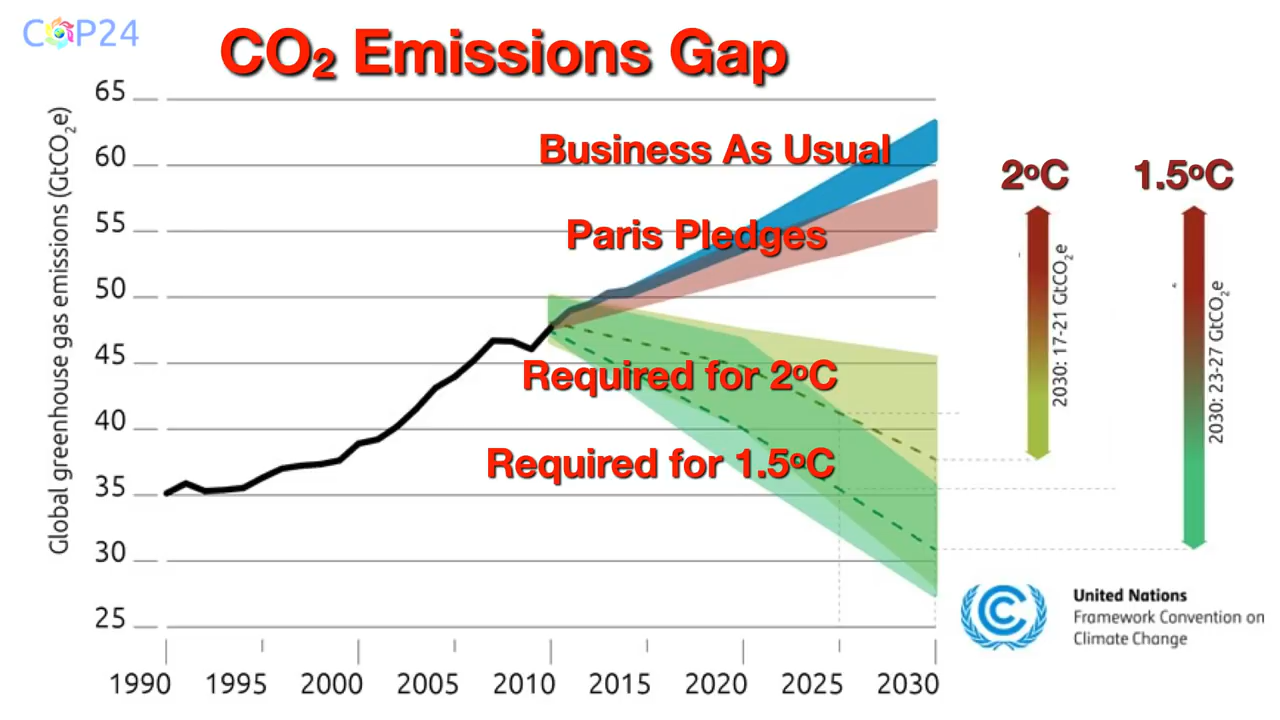 COP24
CO₂ Emissions Gap
Global greenhouse gas emissions (GtCO₂e)
65
60
55
50
45
40
35
30
25
Business As Usual
Paris Pledges
Required for 2ºC
Required for 1.5ºC
1990 1995 2000 2005 2010 2015 2020 2025 2030
2ºC
1.5ºC
2030: 17-21 GtCO₂e
2030: 23-27 GtCO₂e
United Nations
Framework Convention on
Climate Change